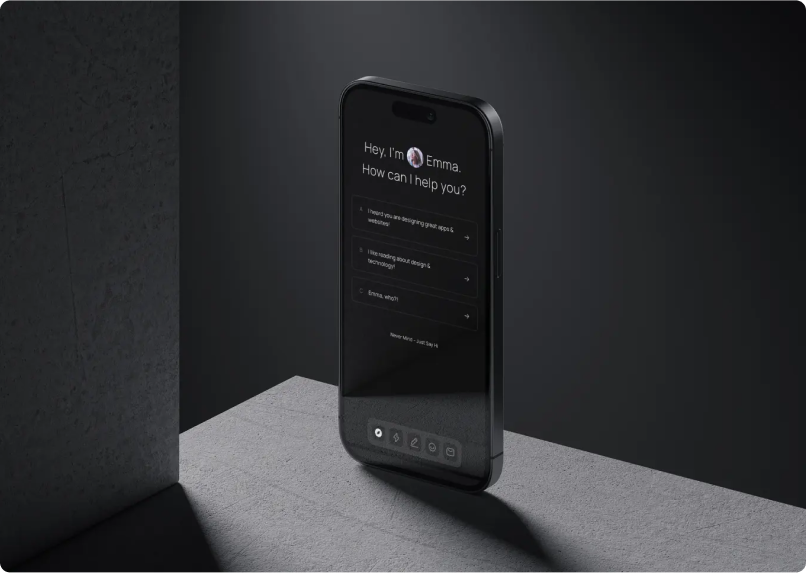 Hey, I'm Emma.
How can I help you?
A
I heard you are designing great apps &
websites!
B
I like reading about design &
technology!
C
Emma, who?!
Never Mind - Just Say Hi